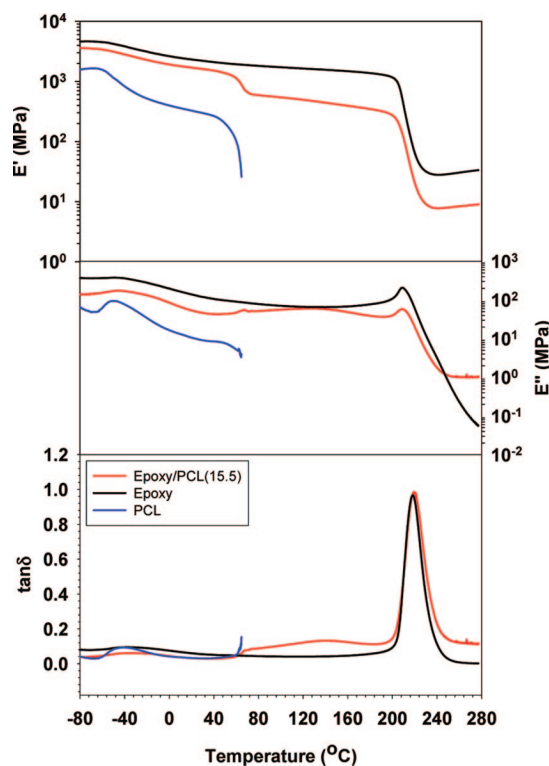 10⁴
10³
10²
10¹
10⁰
E' (MPa)
10³
10²
10¹
10⁰
10⁻¹
10⁻²
E" (MPa)
1.2
1.0
0.8
0.6
0.4
0.2
0.0
tanδ
Epoxy/PCL(15.5)
Epoxy
PCL
-80 -40 0 40 80 120 160 200 240 280
Temperature (°C)